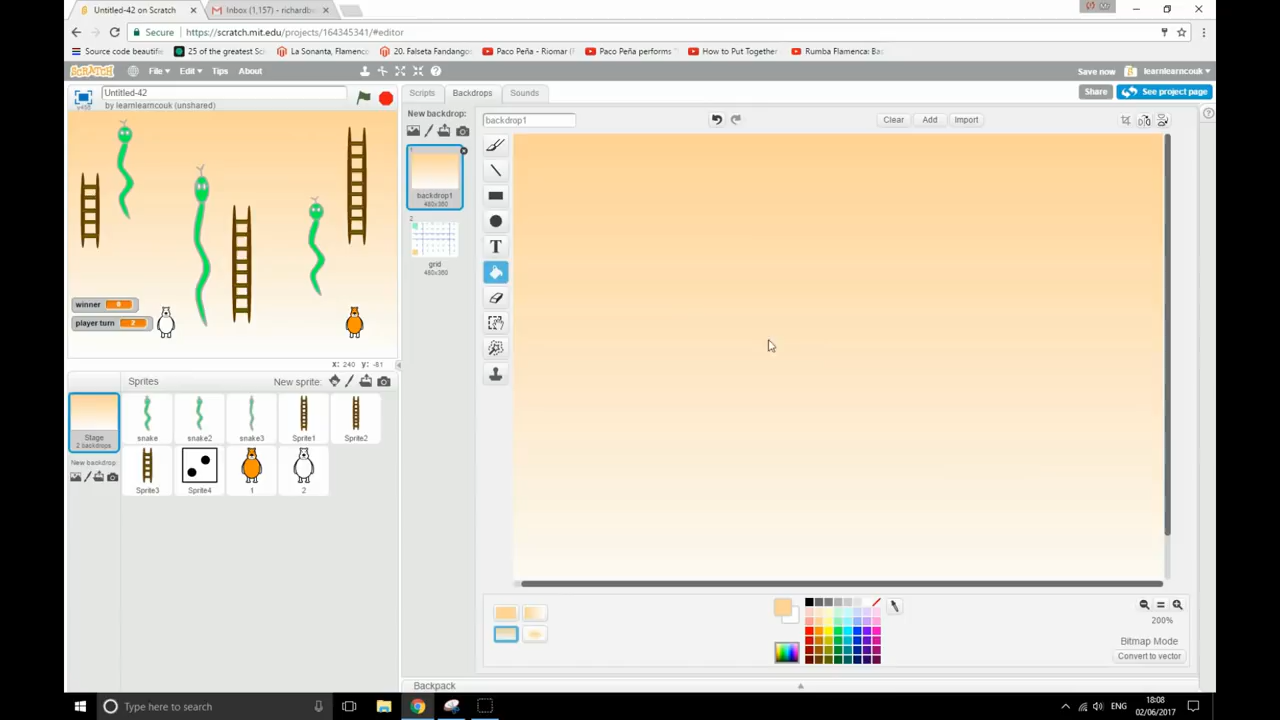 Untitled-42 on Scratch
Inbox (1,157) - richardb
Secure
https://scratch.mit.edu/projects/164345341/#editor
Source code beautifie
25 of the greatest Sc
La Sonanta, Flamenco
20. Falseta Fandango
Paco Peña - Riomar (F
Paco Peña performs "
How to Put Together
Rumba Flamenca: Bas
SCRATCH
File
Edit
Tips
About
Save now
learnlearncouk
Untitled-42
by learnlearncouk (unshared)
Scripts
Backdrops
Sounds
Share
See project page
New backdrop:
backdrop1
Clear
Add
Import
1
backdrop1
480x360
2
grid
480x360
T
winner 0
player turn 2
x: 240 y: -81
Sprites
New sprite:
Stage
2 backdrops
New backdrop:
snake
snake2
snake3
Sprite1
Sprite2
Sprite3
Sprite4
1
2
200%
Bitmap Mode
Convert to vector
Backpack
Type here to search
ENG
18:08
02/06/2017